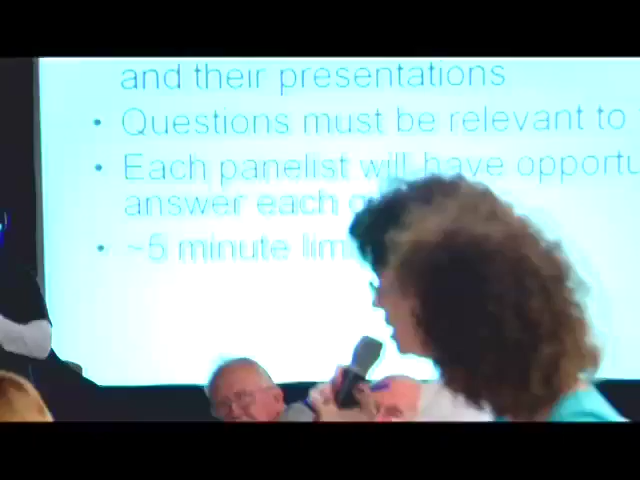 and their presentations
• Questions must be relevant to
• Each panelist will have opportu
answer each q
• ~5 minute lim